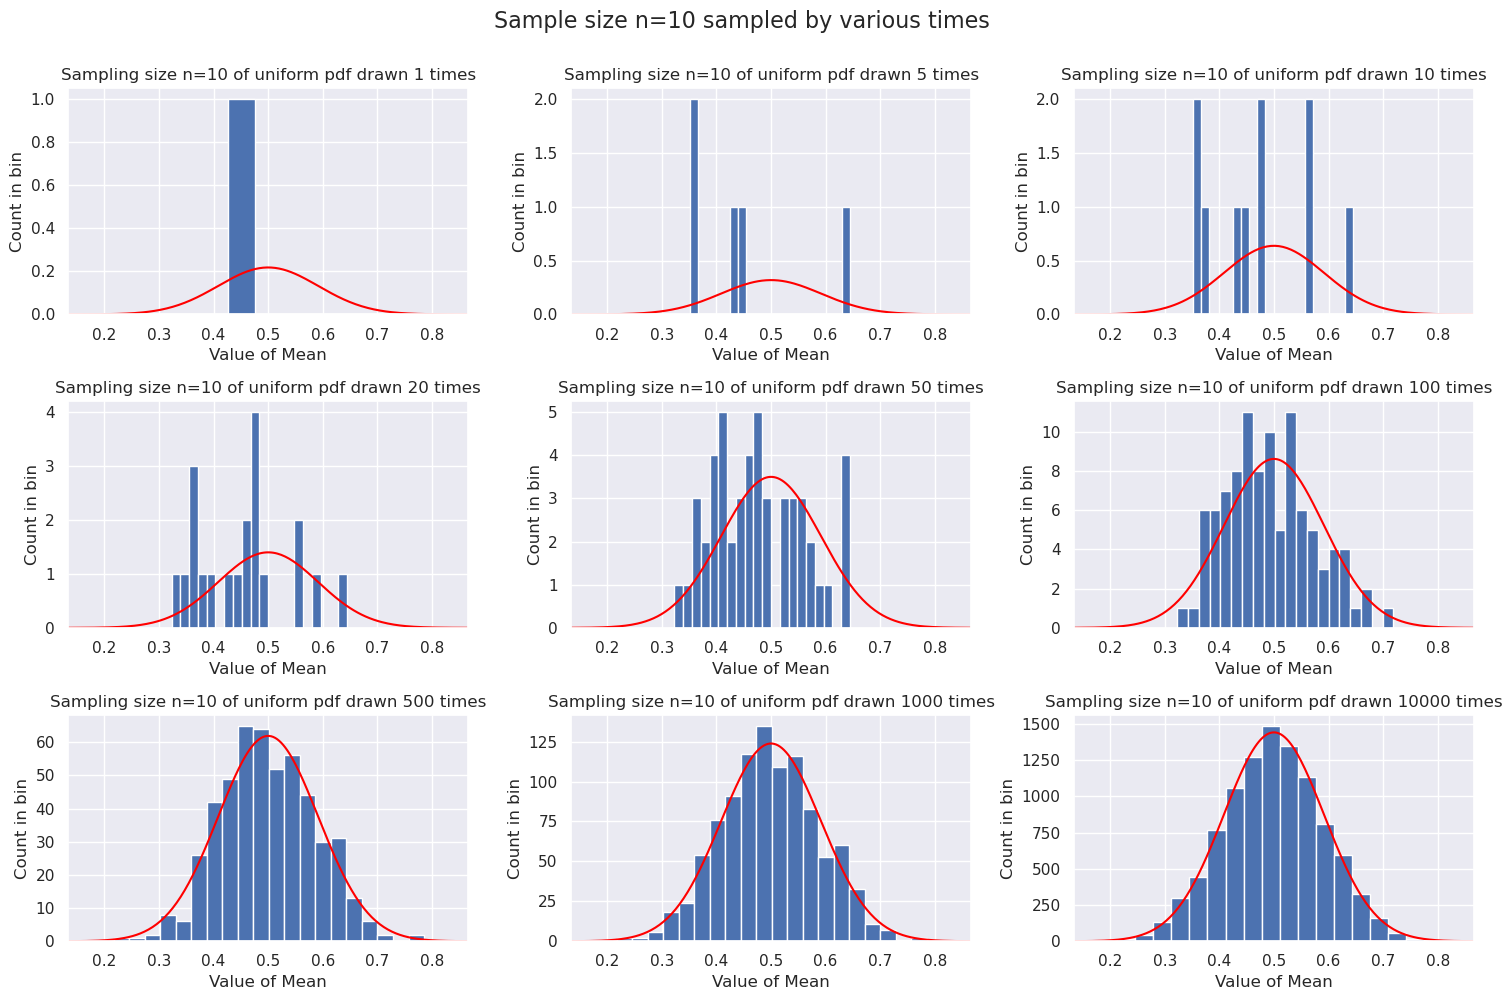 Sample size n=10 sampled by various times
Sampling size n=10 of uniform pdf drawn 1 times
Count in bin
1.0
0.8
0.6
0.4
0.2
0.0
0.2 0.3 0.4 0.5 0.6 0.7 0.8
Value of Mean
Sampling size n=10 of uniform pdf drawn 5 times
Count in bin
2.0
1.5
1.0
0.5
0.0
0.2 0.3 0.4 0.5 0.6 0.7 0.8
Value of Mean
Sampling size n=10 of uniform pdf drawn 10 times
Count in bin
2.0
1.5
1.0
0.5
0.0
0.2 0.3 0.4 0.5 0.6 0.7 0.8
Value of Mean
Sampling size n=10 of uniform pdf drawn 20 times
Count in bin
4
3
2
1
0
0.2 0.3 0.4 0.5 0.6 0.7 0.8
Value of Mean
Sampling size n=10 of uniform pdf drawn 50 times
Count in bin
5
4
3
2
1
0
0.2 0.3 0.4 0.5 0.6 0.7 0.8
Value of Mean
Sampling size n=10 of uniform pdf drawn 100 times
Count in bin
10
8
6
4
2
0
0.2 0.3 0.4 0.5 0.6 0.7 0.8
Value of Mean
Sampling size n=10 of uniform pdf drawn 500 times
Count in bin
60
50
40
30
20
10
0
0.2 0.3 0.4 0.5 0.6 0.7 0.8
Value of Mean
Sampling size n=10 of uniform pdf drawn 1000 times
Count in bin
125
100
75
50
25
0
0.2 0.3 0.4 0.5 0.6 0.7 0.8
Value of Mean
Sampling size n=10 of uniform pdf drawn 10000 times
Count in bin
1500
1250
1000
750
500
250
0
0.2 0.3 0.4 0.5 0.6 0.7 0.8
Value of Mean